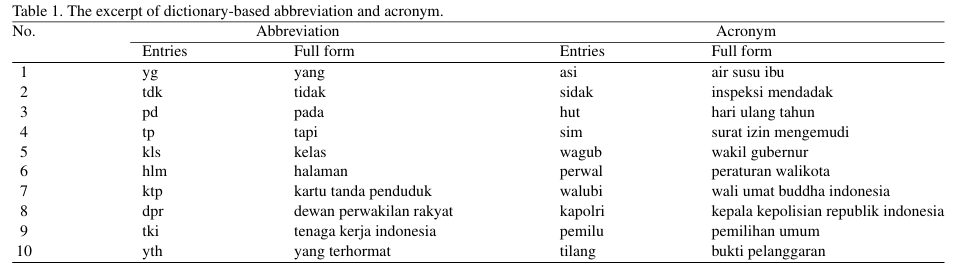 Table 1. The excerpt of dictionary-based abbreviation and acronym.
No. Abbreviation Acronym
Entries Full form Entries Full form
1 yg yang asi air susu ibu
2 tdk tidak sidak inspeksi mendadak
3 pd pada hut hari ulang tahun
4 tp tapi sim surat izin mengemudi
5 kls kelas wagub wakil gubernur
6 hlm halaman perwal peraturan walikota
7 ktp kartu tanda penduduk walubi wali umat buddha indonesia
8 dpr dewan perwakilan rakyat kapolri kepala kepolisian republik indonesia
9 tki tenaga kerja indonesia pemilu pemilihan umum
10 yth yang terhormat tilang bukti pelanggaran